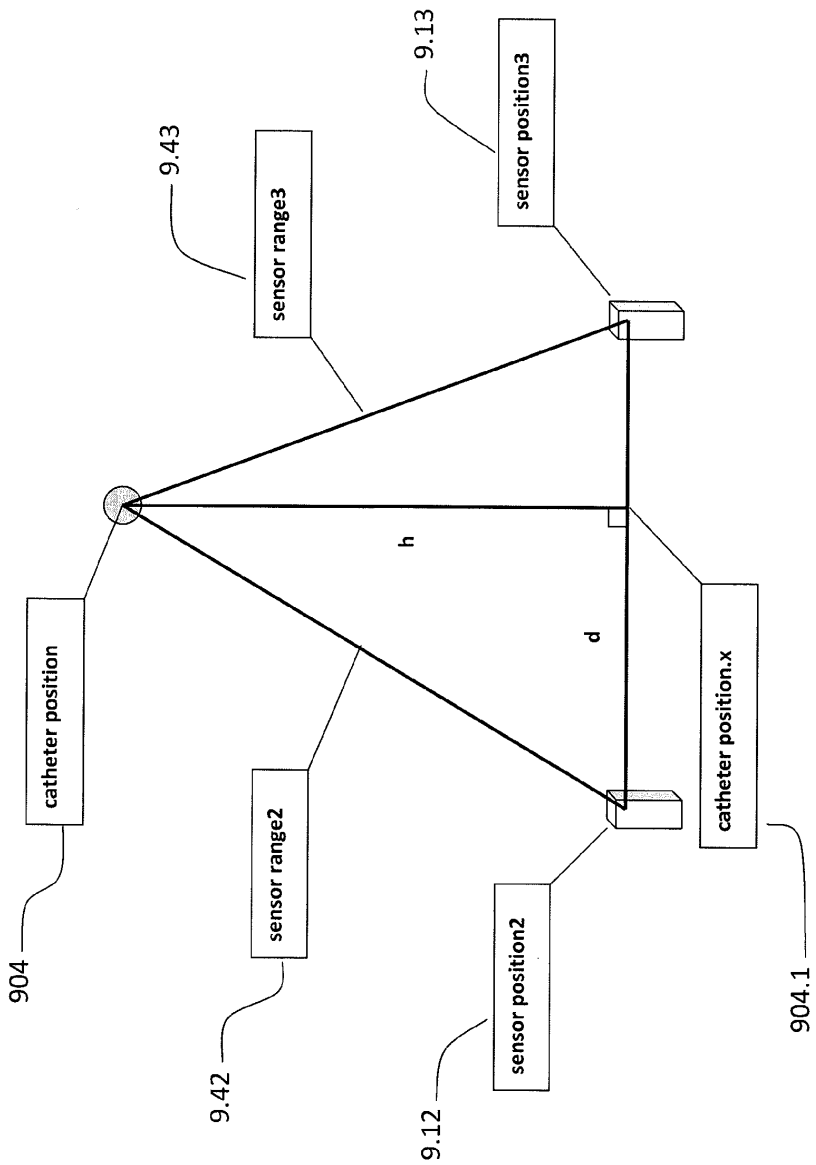 904
catheter position
9.42
sensor range2
9.43
sensor range3
9.12
sensor position2
9.13
sensor position3
h
d
904.1
catheter position.x